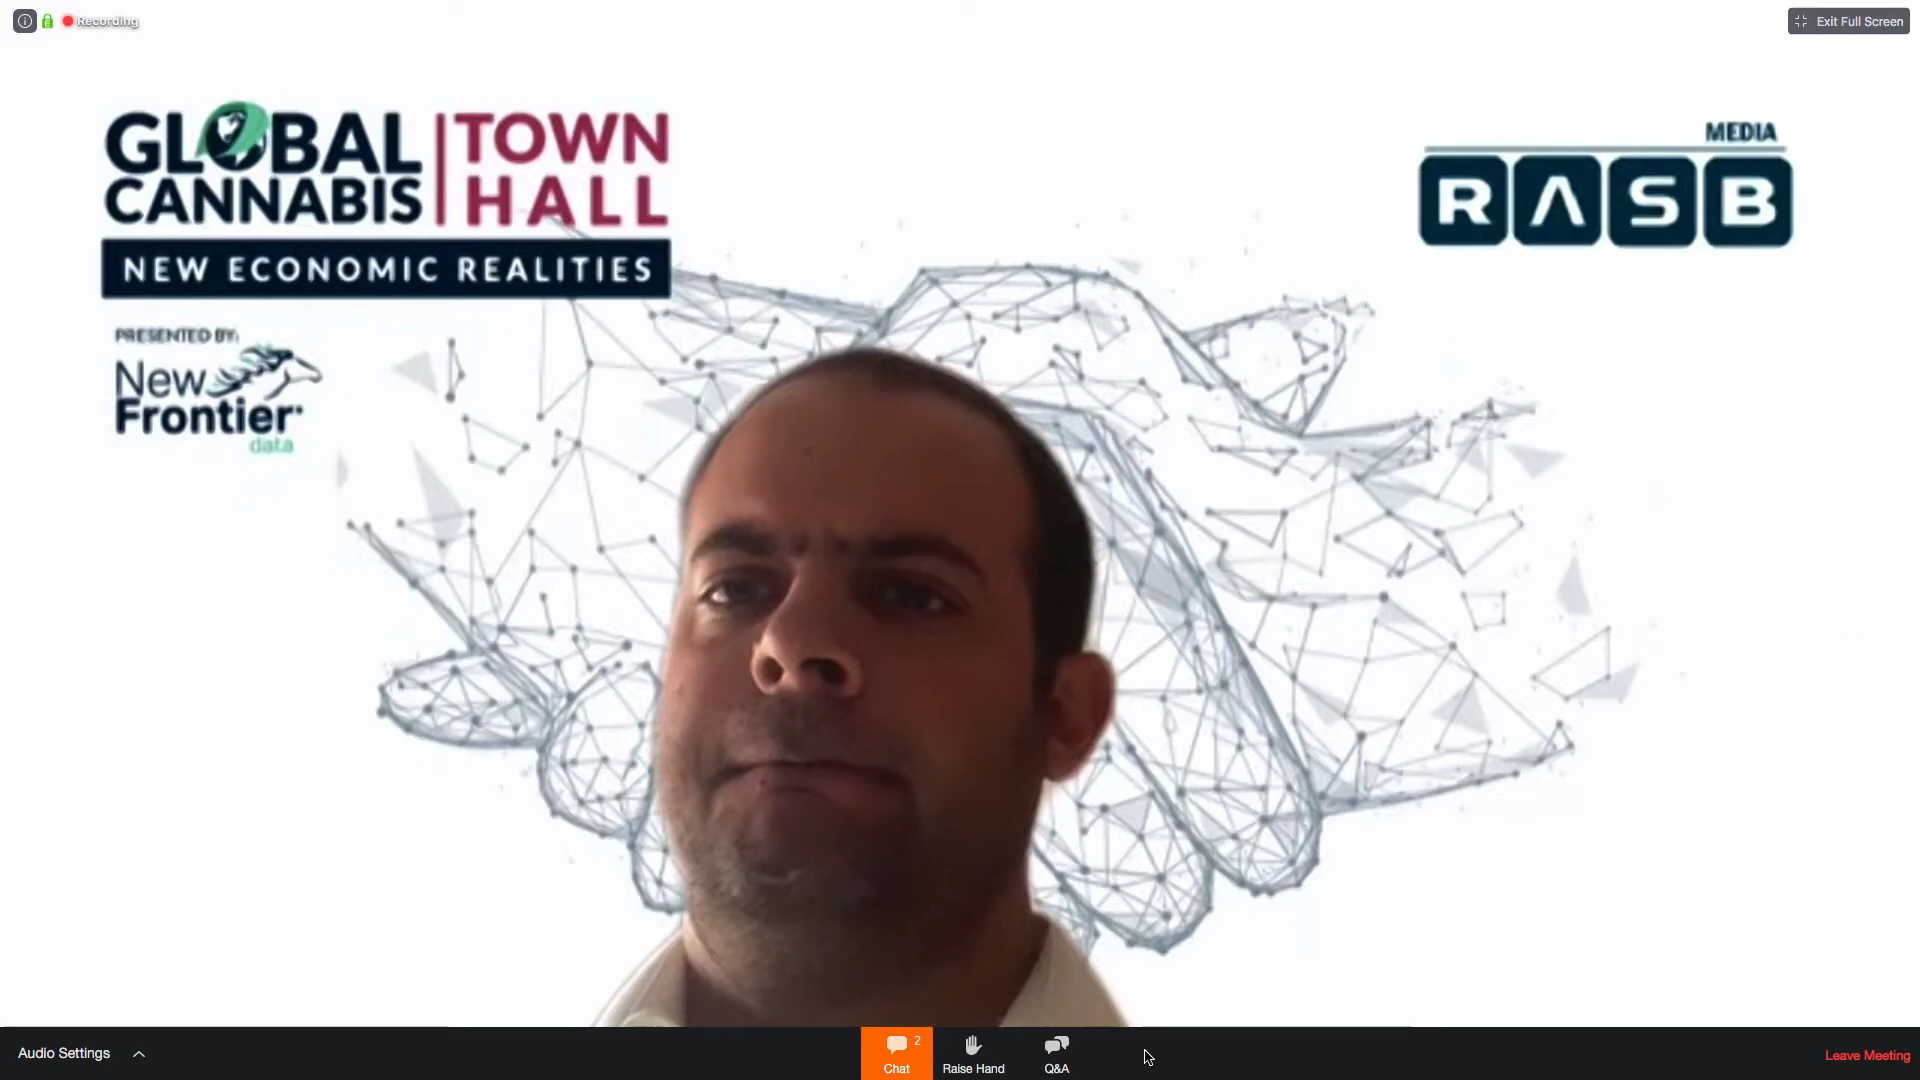 Recording
Exit Full Screen
GLOBAL
CANNABIS
TOWN
HALL
NEW ECONOMIC REALITIES
MEDIA
RASB
PRESENTED BY:
New
Frontier
data
Audio Settings
2
Chat
Raise Hand
Q&A
Leave Meeting